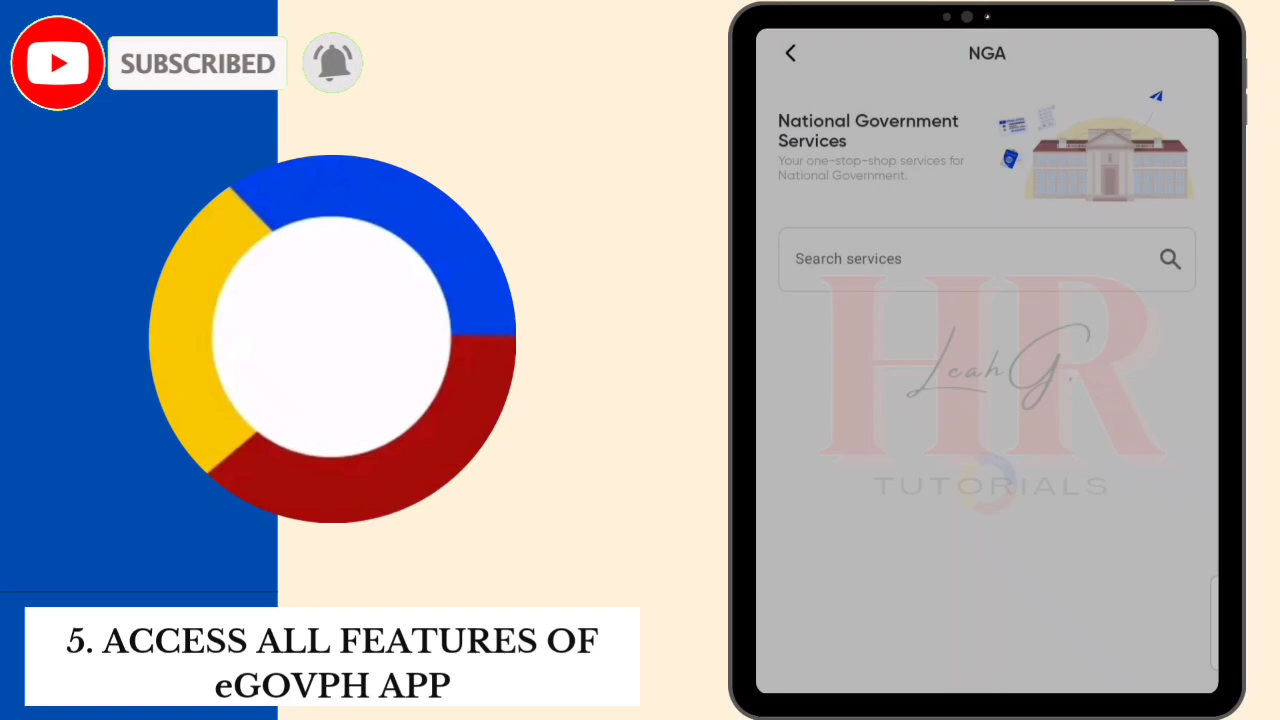 SUBSCRIBED
NGA
National Government
Services
Your one-stop-shop services for
National Government.
Search services
HR
Leah G.
TUTORIALS
5. ACCESS ALL FEATURES OF
eGOVPH APP